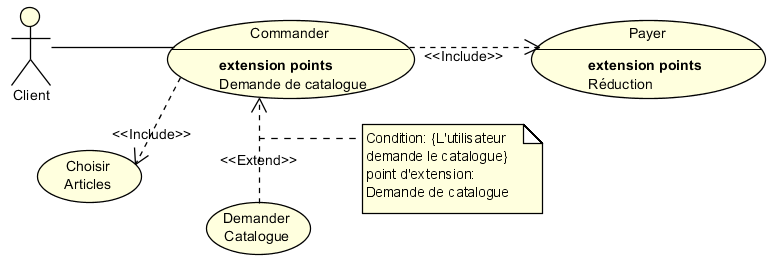 Client
Commander
extension points
Demande de catalogue
<<Include>>
Payer
extension points
Réduction
<<Include>>
Choisir
Articles
<<Extend>>
Demander
Catalogue
Condition: {L'utilisateur
demande le catalogue}
point d'extension:
Demande de catalogue